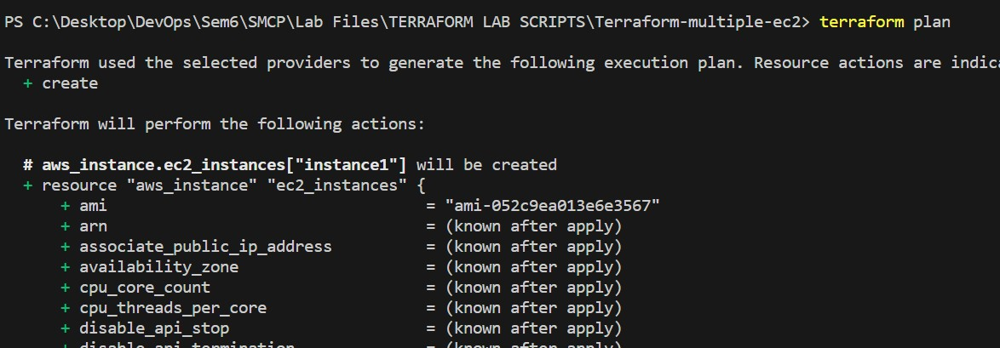 PS C:\Desktop\DevOps\Sem6\SMCP\Lab Files\TERRAFORM LAB SCRIPTS\Terraform-multiple-ec2> terraform plan
Terraform used the selected providers to generate the following execution plan. Resource actions are indica
+ create
Terraform will perform the following actions:
# aws_instance.ec2_instances["instance1"] will be created
+ resource "aws_instance" "ec2_instances" {
+ ami = "ami-052c9ea013e6e3567"
+ arn = (known after apply)
+ associate_public_ip_address = (known after apply)
+ availability_zone = (known after apply)
+ cpu_core_count = (known after apply)
+ cpu_threads_per_core = (known after apply)
+ disable_api_stop = (known after apply)
+ disable_api_termination = (known after apply)